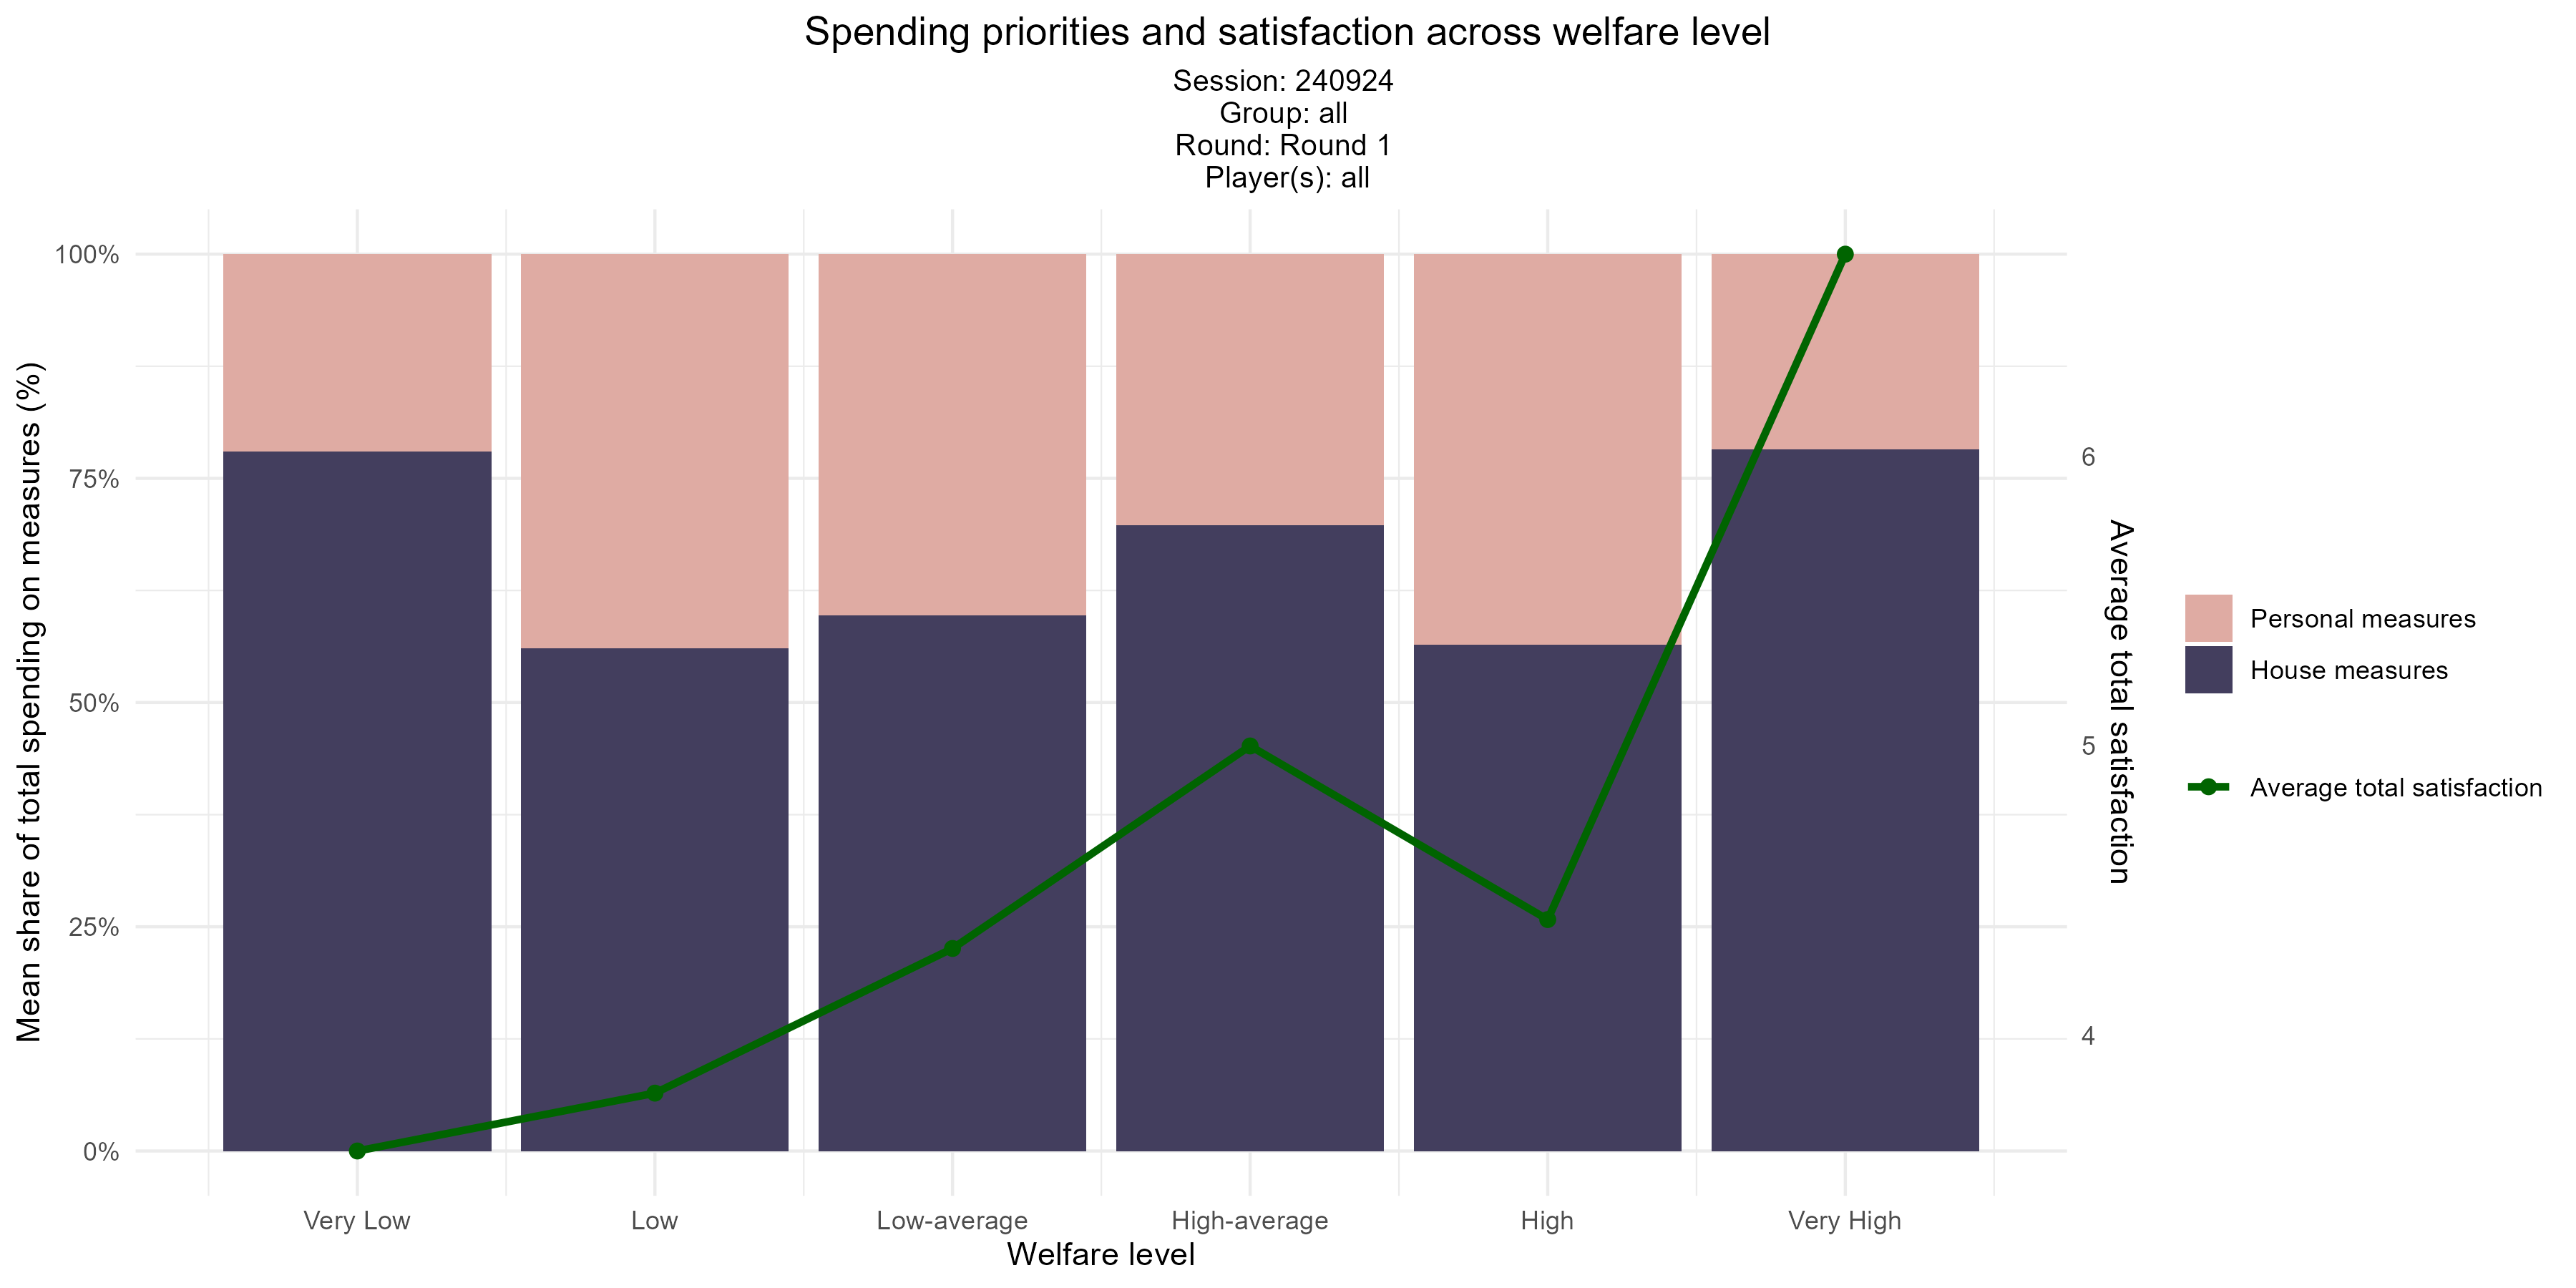 Spending priorities and satisfaction across welfare level
Session: 240924
Group: all
Round: Round 1
Player(s): all
Mean share of total spending on measures (%)
100%
75%
50%
25%
0%
6
5
4
Average total satisfaction
Personal measures
House measures
Average total satisfaction
Very Low
Low
Low-average
High-average
High
Very High
Welfare level